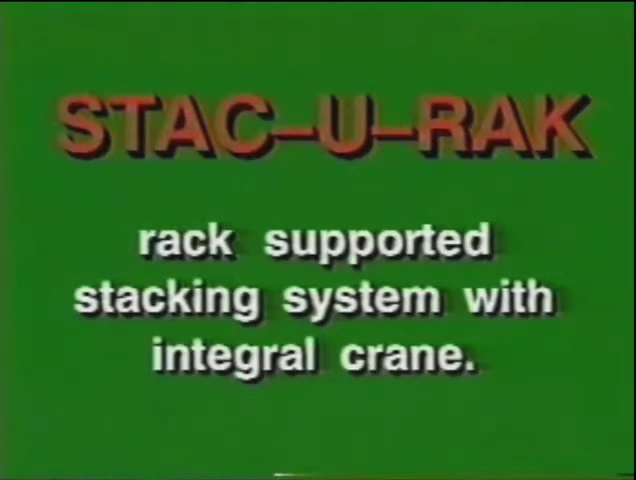 STAC-U-RAK
rack supported
stacking system with
integral crane.